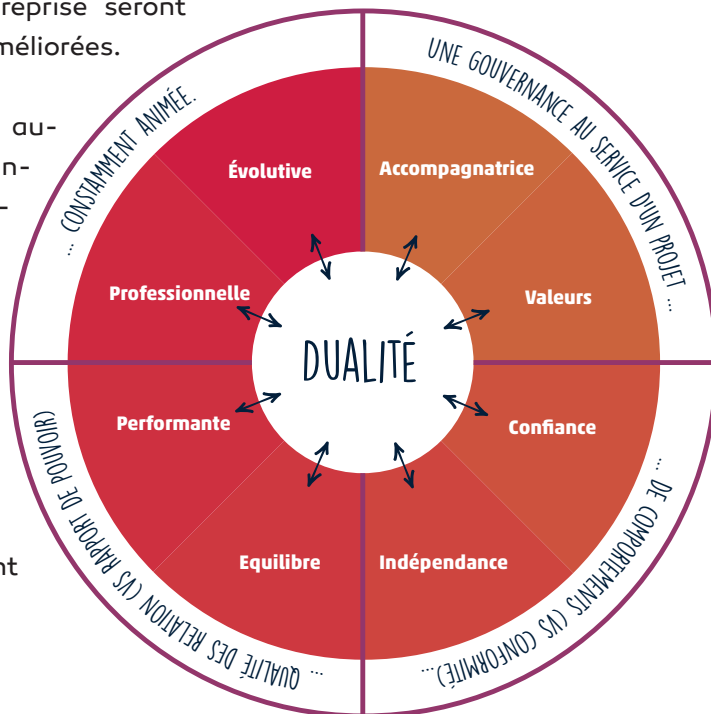 reprise seront
méliorées.
au-
n-
-
nt
UNE GOUVERNANCE AU SERVICE D'UN PROJET ...
... DE COMPORTEMENTS (VS CONFORMITÉ)...
... QUALITÉ DES RELATION (VS RAPPORT DE POUVOIR)
... CONSTAMMENT ANIMÉE.
Évolutive
Accompagnatrice
Professionnelle
Valeurs
DUALITÉ
Performante
Confiance
Equilibre
Indépendance